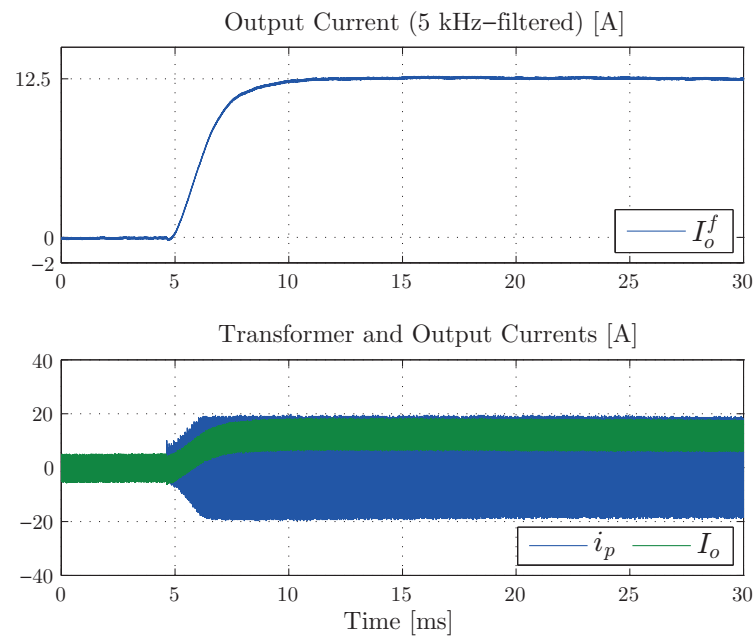 Output Current (5 kHz−filtered) [A]
12.5
0
−2
I_o^f
0 5 10 15 20 25 30
Transformer and Output Currents [A]
40
20
0
−20
−40
i_p I_o
0 5 10 15 20 25 30
Time [ms]